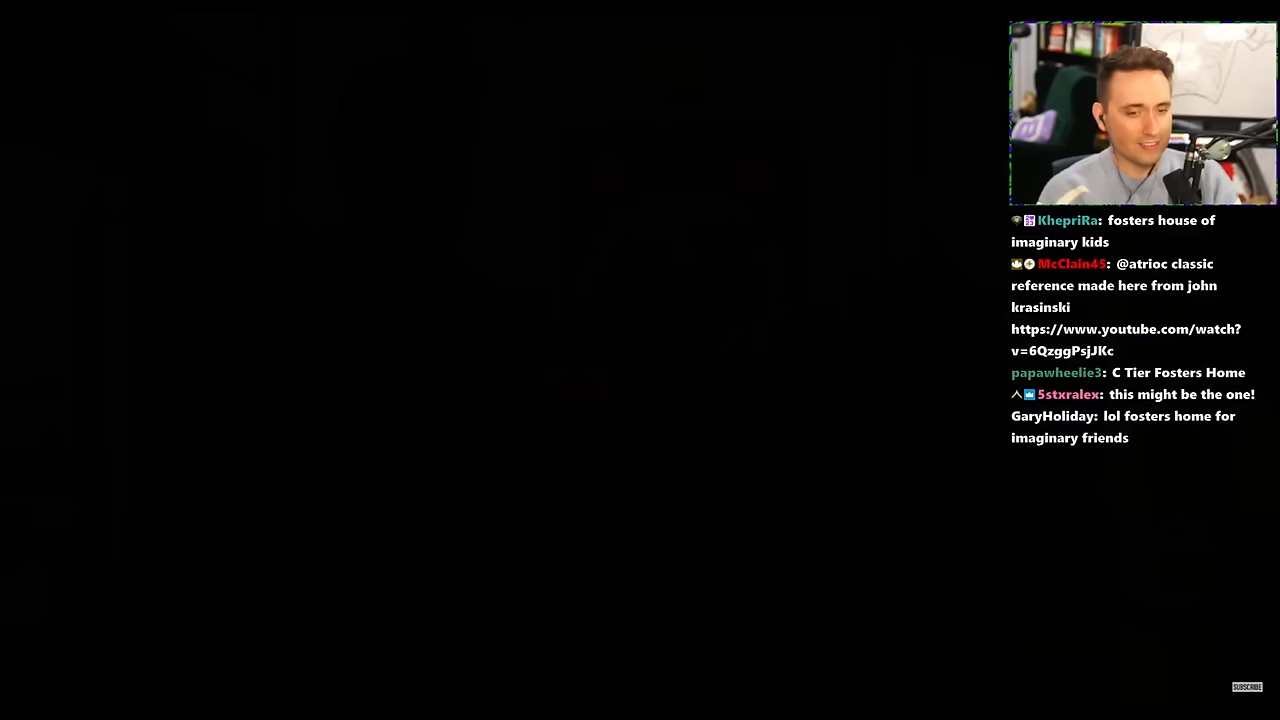 KhepriRa: fosters house of
imaginary kids
McClain45: @atrioc classic
reference made here from john
krasinski
https://www.youtube.com/watch?
v=6QzggPsjJKc
papawheelie3: C Tier Fosters Home
5stxralex: this might be the one!
GaryHoliday: lol fosters home for
imaginary friends
SUBSCRIBE